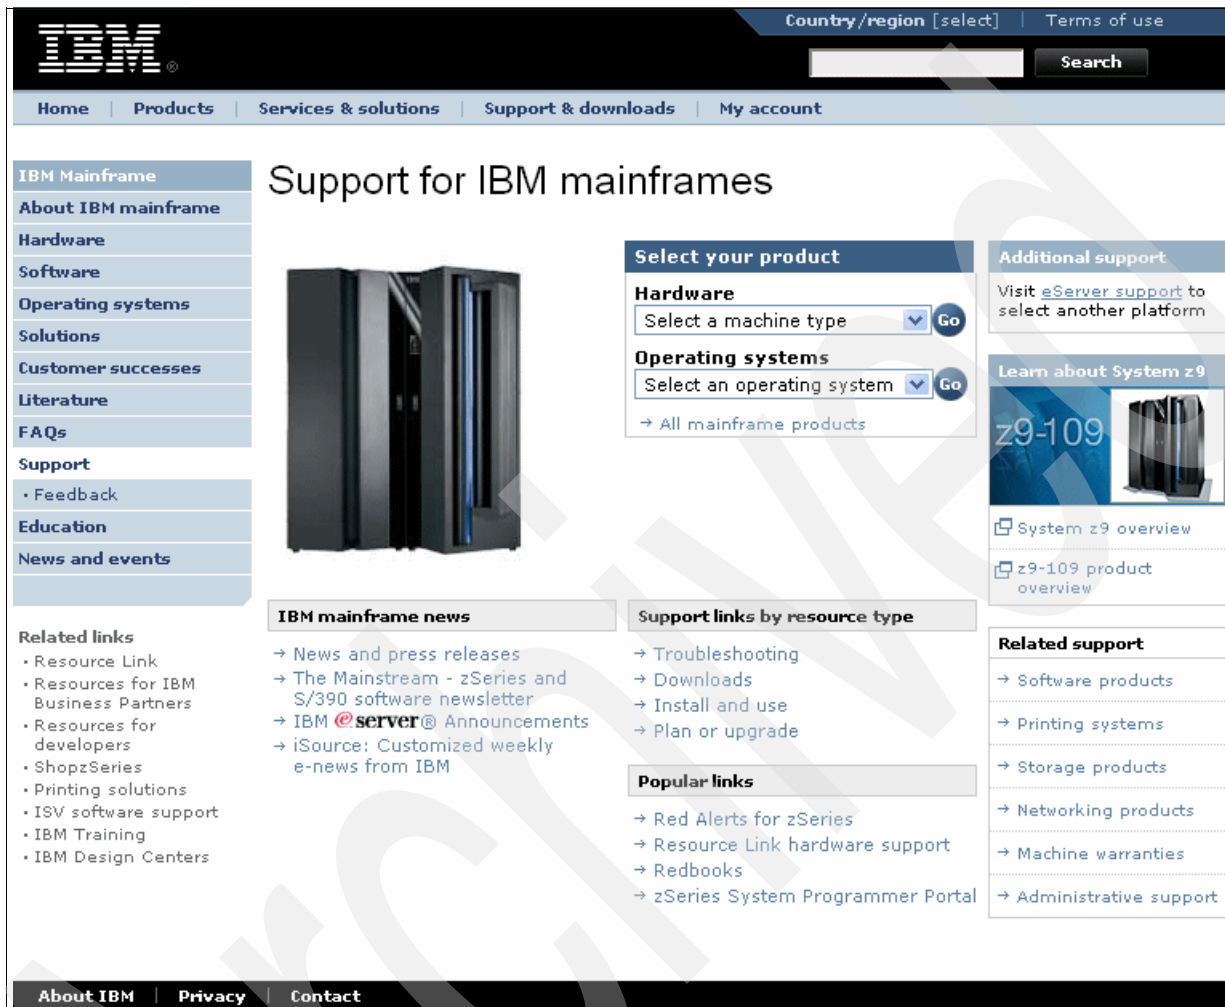 Country/region [select] | Terms of use
IBM®
Search
Home | Products | Services & solutions | Support & downloads | My account
IBM Mainframe
About IBM mainframe
Hardware
Software
Operating systems
Solutions
Customer successes
Literature
FAQs
Support
· Feedback
Education
News and events
Related links
· Resource Link
· Resources for IBM
Business Partners
· Resources for
developers
· ShopzSeries
· Printing solutions
· ISV software support
· IBM Training
· IBM Design Centers
Support for IBM mainframes
IBM
Select your product
Hardware
Select a machine type Go
Operating systems
Select an operating system Go
→ All mainframe products
IBM mainframe news
→ News and press releases
→ The Mainstream - zSeries and
S/390 software newsletter
→ IBM @server® Announcements
→ iSource: Customized weekly
e-news from IBM
Support links by resource type
→ Troubleshooting
→ Downloads
→ Install and use
→ Plan or upgrade
Popular links
→ Red Alerts for zSeries
→ Resource Link hardware support
→ Redbooks
→ zSeries System Programmer Portal
Additional support
Visit eServer support to
select another platform
Learn about System z9
z9-109
System z9 overview
z9-109 product
overview
Related support
→ Software products
→ Printing systems
→ Storage products
→ Networking products
→ Machine warranties
→ Administrative support
About IBM | Privacy | Contact
Archived